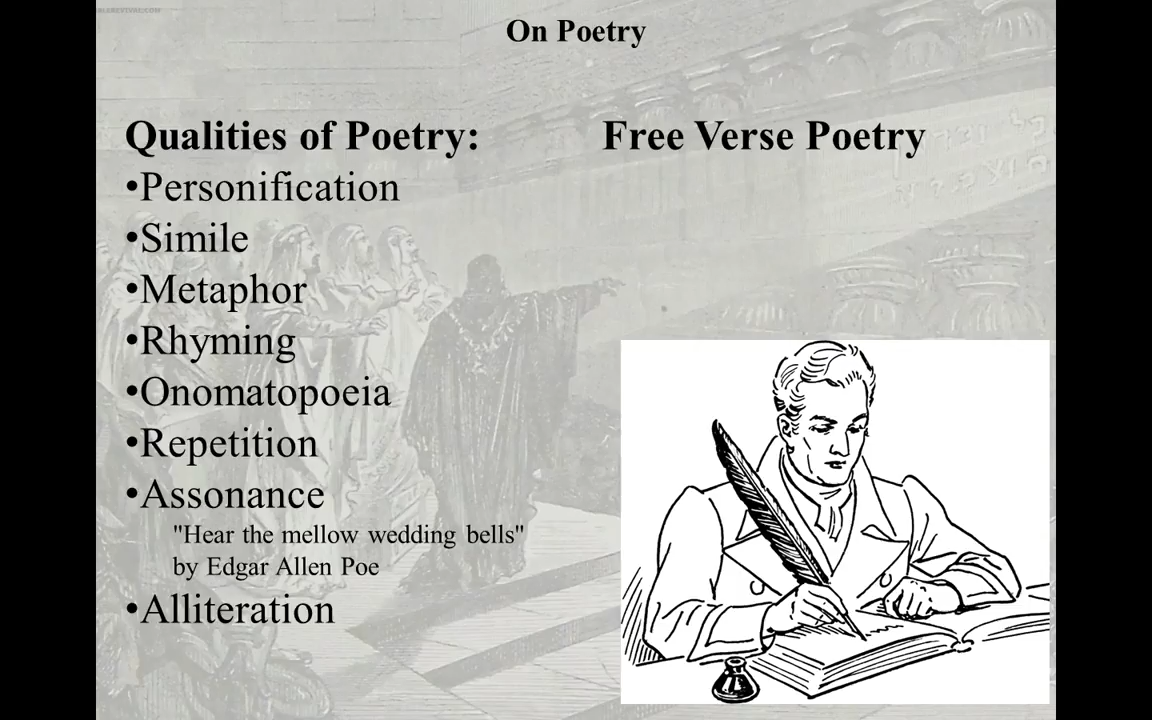 On Poetry
Qualities of Poetry:
•Personification
•Simile
•Metaphor
•Rhyming
•Onomatopoeia
•Repetition
•Assonance
"Hear the mellow wedding bells"
by Edgar Allen Poe
•Alliteration
Free Verse Poetry